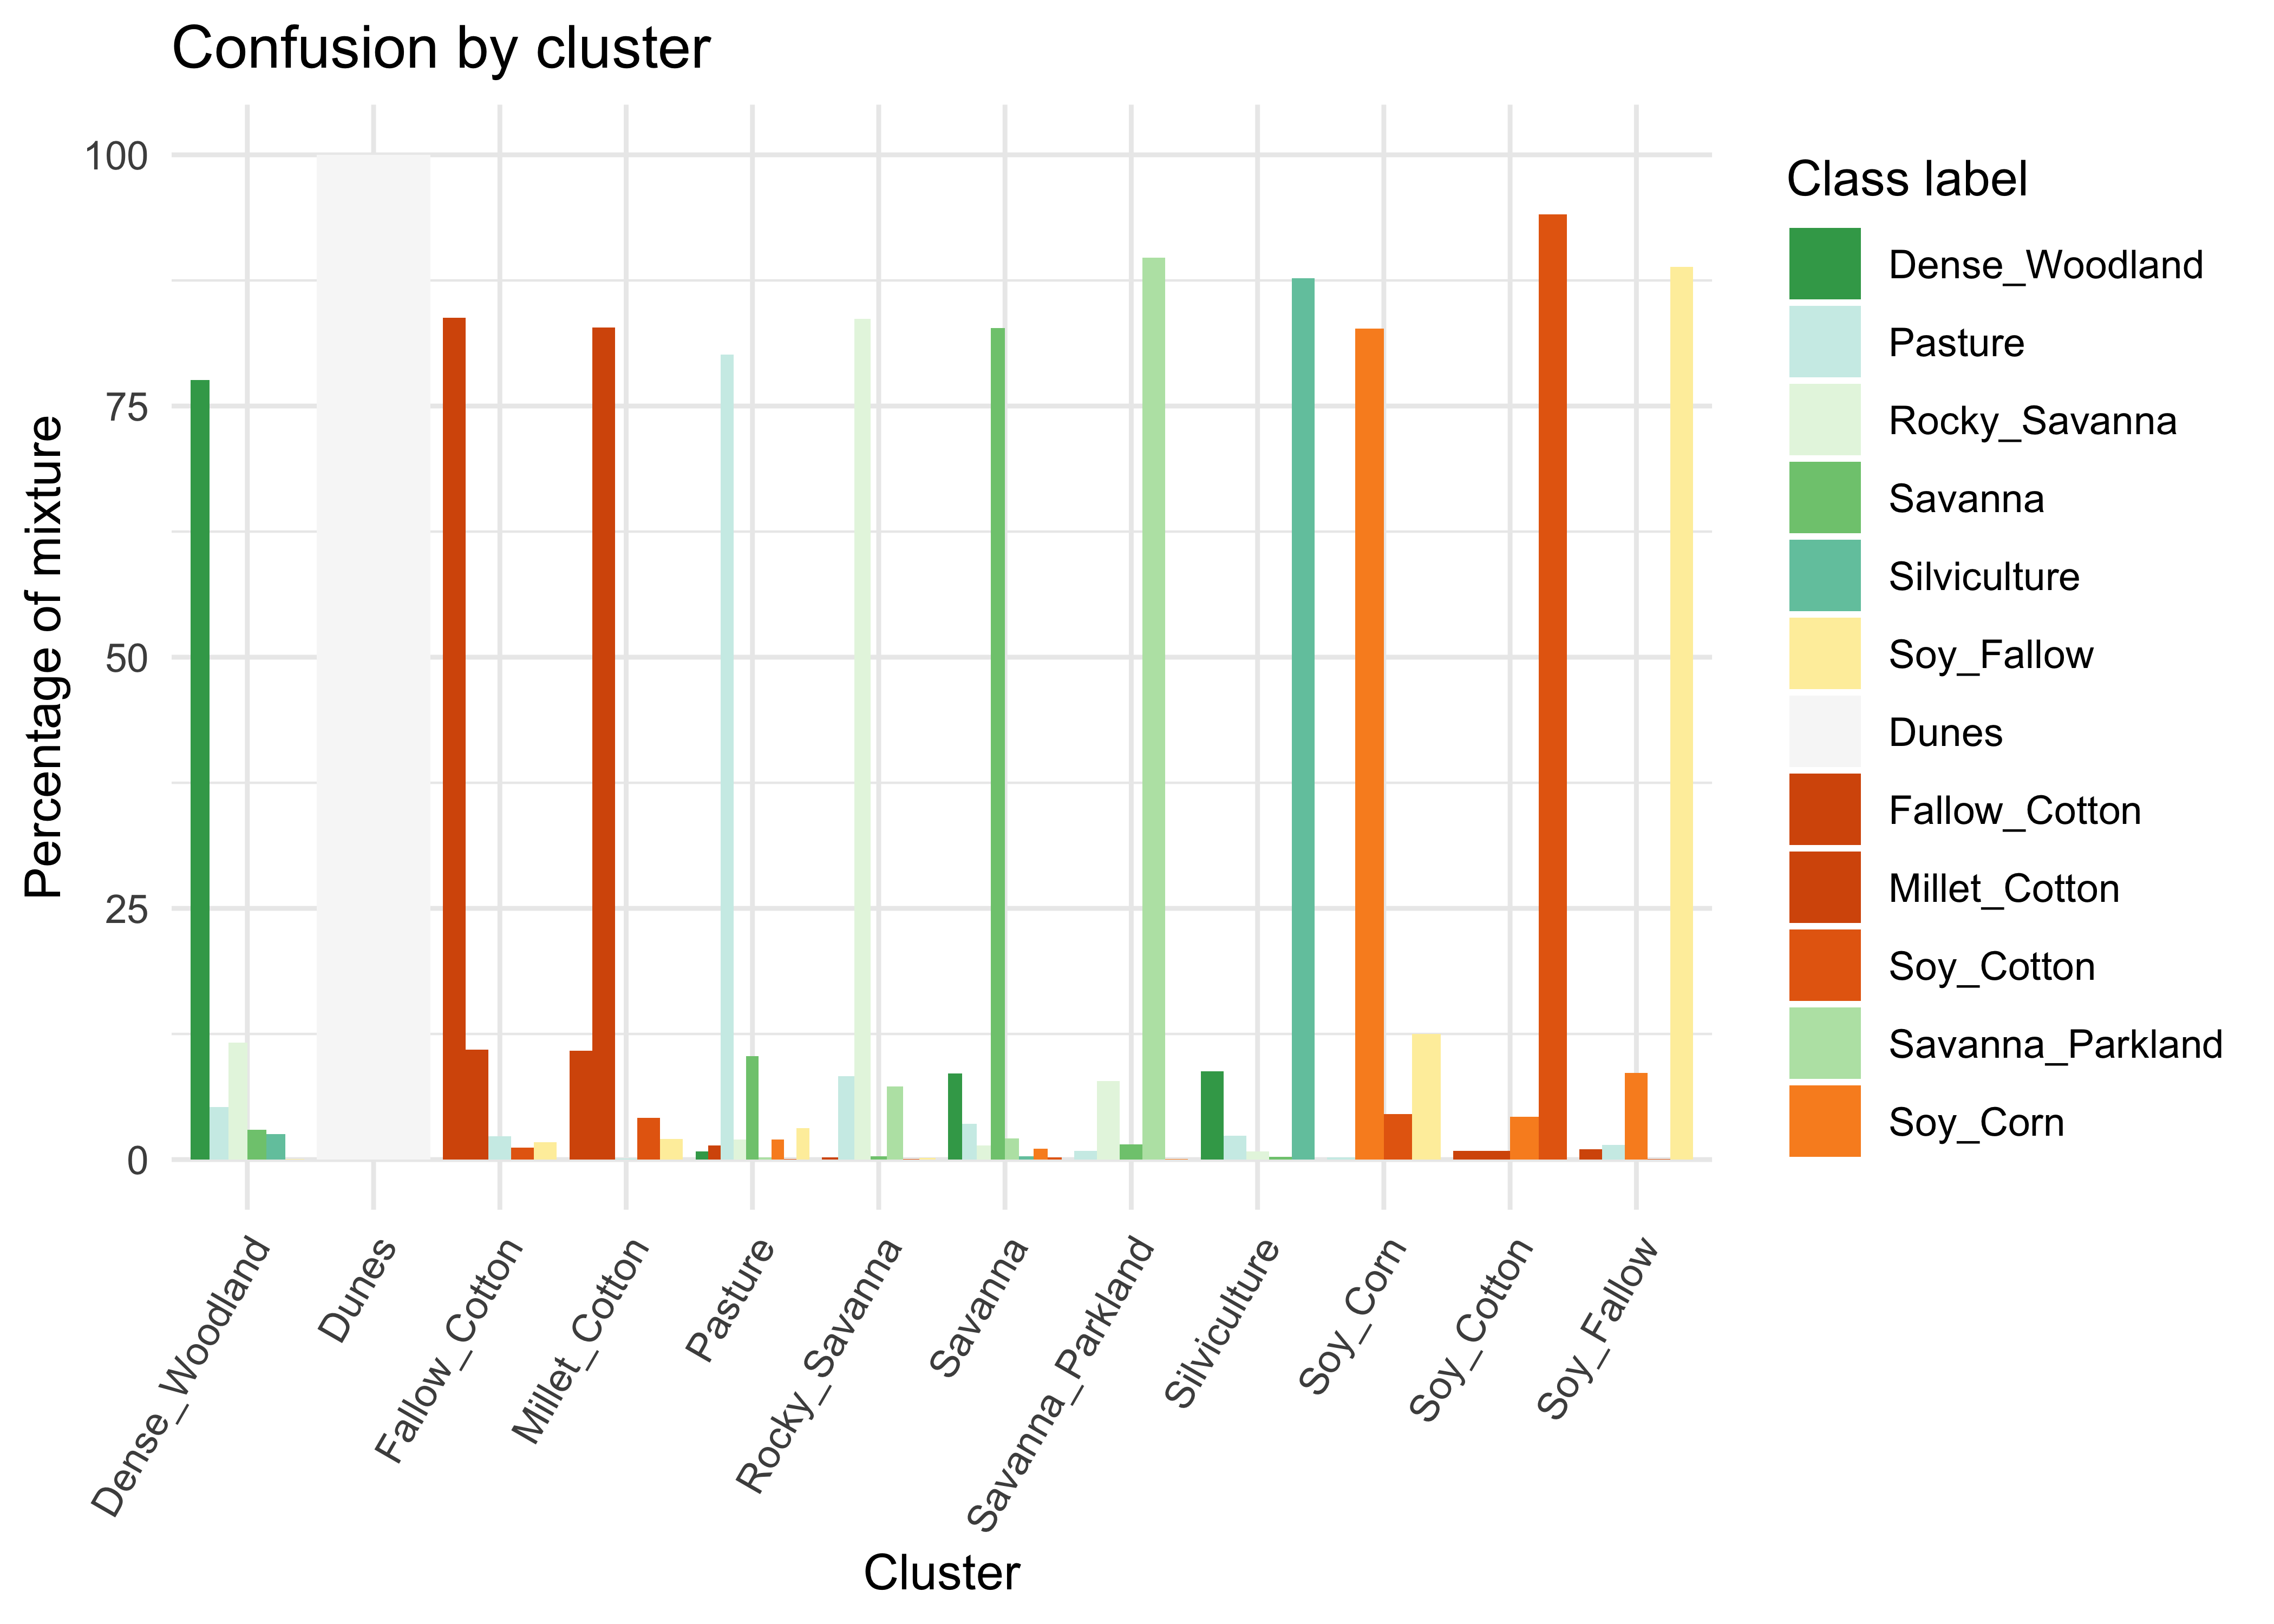 Confusion by cluster
Percentage of mixture
100
75
50
25
0
Dense_Woodland
Dunes
Fallow_Cotton
Millet_Cotton
Pasture
Rocky_Savanna
Savanna
Savanna_Parkland
Silviculture
Soy_Corn
Soy_Cotton
Soy_Fallow
Cluster
Class label
Dense_Woodland
Pasture
Rocky_Savanna
Savanna
Silviculture
Soy_Fallow
Dunes
Fallow_Cotton
Millet_Cotton
Soy_Cotton
Savanna_Parkland
Soy_Corn